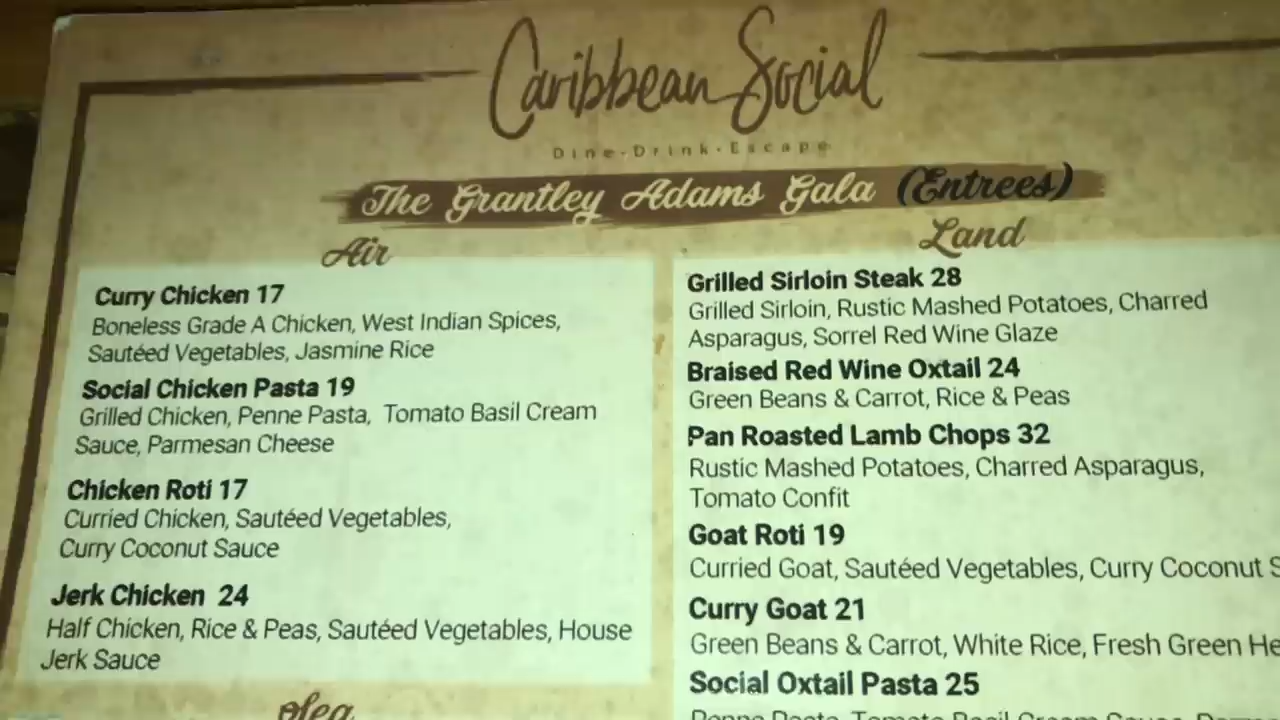 Caribbean Social
Dine-Drink-Escape
The Grantley Adams Gala (Entrees)
Air
Curry Chicken 17
Boneless Grade A Chicken, West Indian Spices,
Sautéed Vegetables, Jasmine Rice
Social Chicken Pasta 19
Grilled Chicken, Penne Pasta, Tomato Basil Cream
Sauce, Parmesan Cheese
Chicken Roti 17
Curried Chicken, Sautéed Vegetables,
Curry Coconut Sauce
Jerk Chicken 24
Half Chicken, Rice & Peas, Sautéed Vegetables, House
Jerk Sauce
Land
Grilled Sirloin Steak 28
Grilled Sirloin, Rustic Mashed Potatoes, Charred
Asparagus, Sorrel Red Wine Glaze
Braised Red Wine Oxtail 24
Green Beans & Carrot, Rice & Peas
Pan Roasted Lamb Chops 32
Rustic Mashed Potatoes, Charred Asparagus,
Tomato Confit
Goat Roti 19
Curried Goat, Sautéed Vegetables, Curry Coconut
Curry Goat 21
Green Beans & Carrot, White Rice, Fresh Green
Social Oxtail Pasta 25
Penne Pasta, Tomato Basil Cream Sauce,